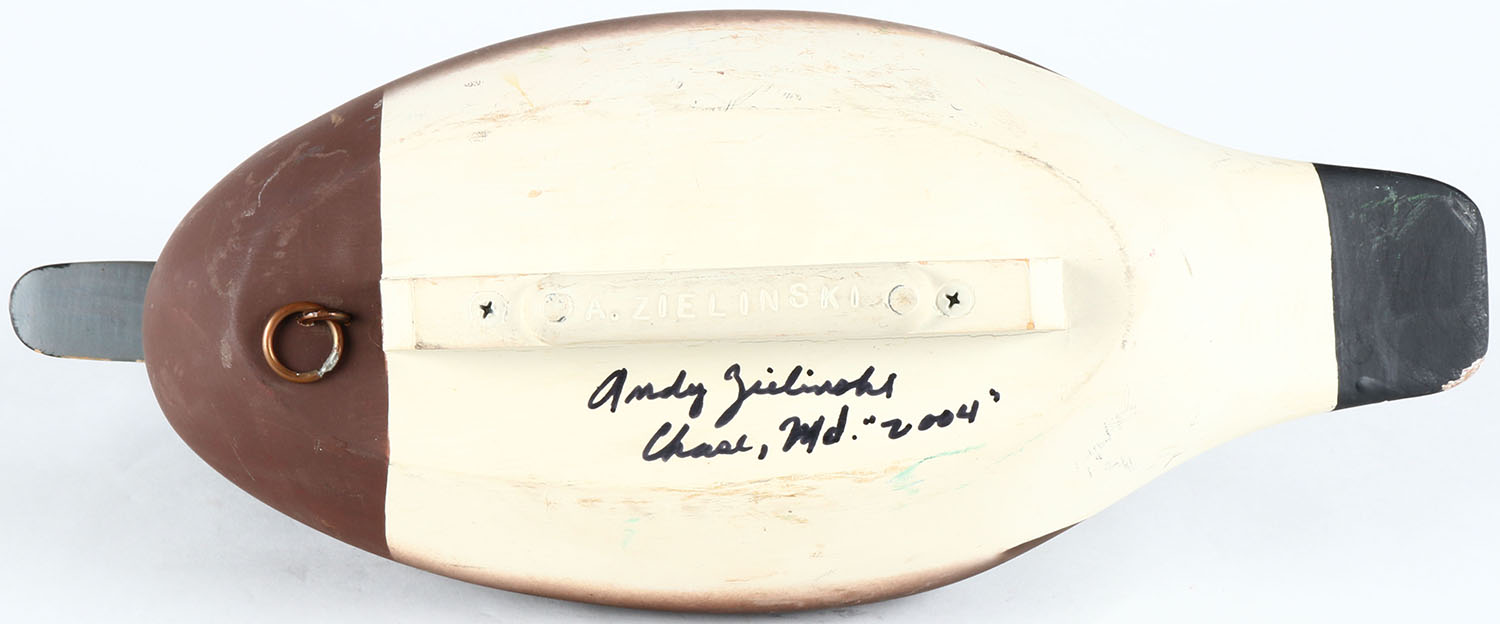 A. ZIELINSKI
Andy Zielinski
Chase, Md. "2004"